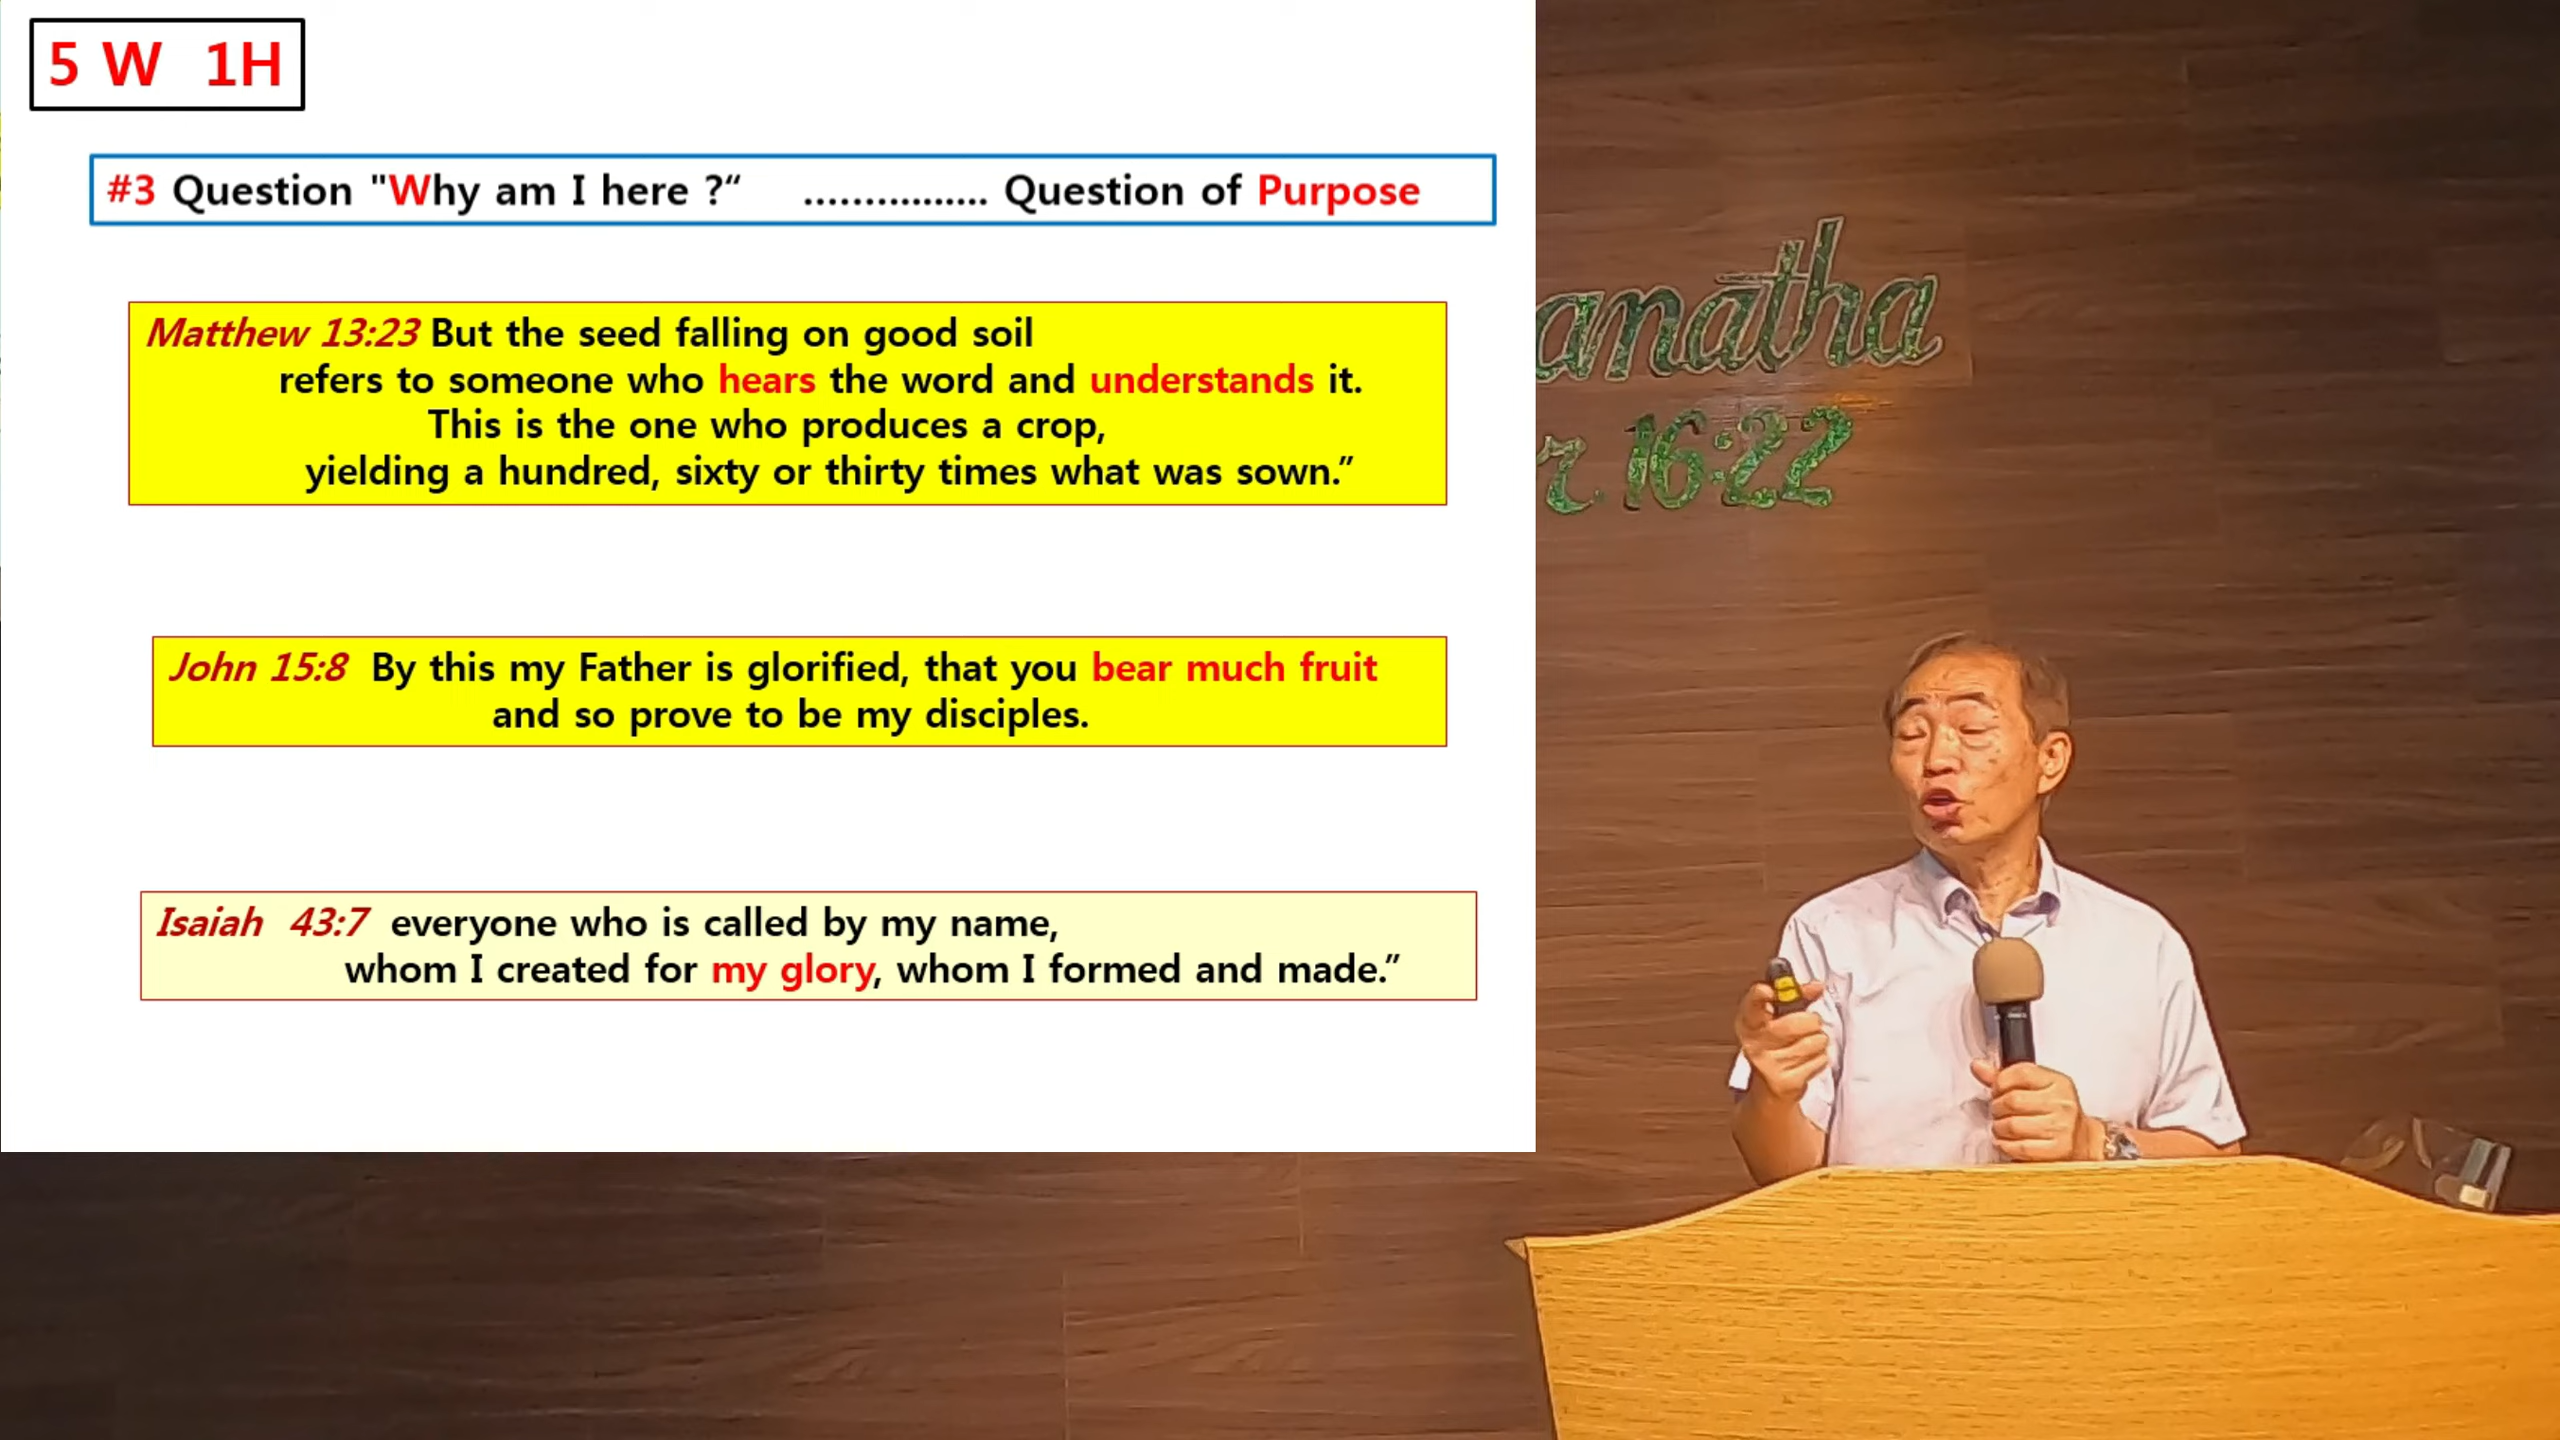 5 W 1H
#3 Question "Why am I here ?“ ................ Question of Purpose
Matthew 13:23 But the seed falling on good soil
refers to someone who hears the word and understands it.
This is the one who produces a crop,
yielding a hundred, sixty or thirty times what was sown.”
John 15:8 By this my Father is glorified, that you bear much fruit
and so prove to be my disciples.
Isaiah 43:7 everyone who is called by my name,
whom I created for my glory, whom I formed and made.”
anatha
r 16:22